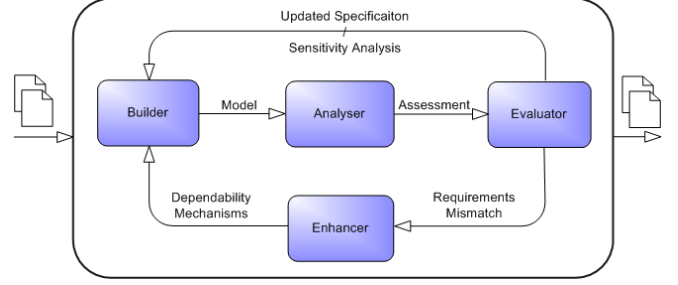 Updated Specificaiton
Sensitivity Analysis
Builder
Model
Analyser
Assessment
Evaluator
Dependability
Mechanisms
Enhancer
Requirements
Mismatch